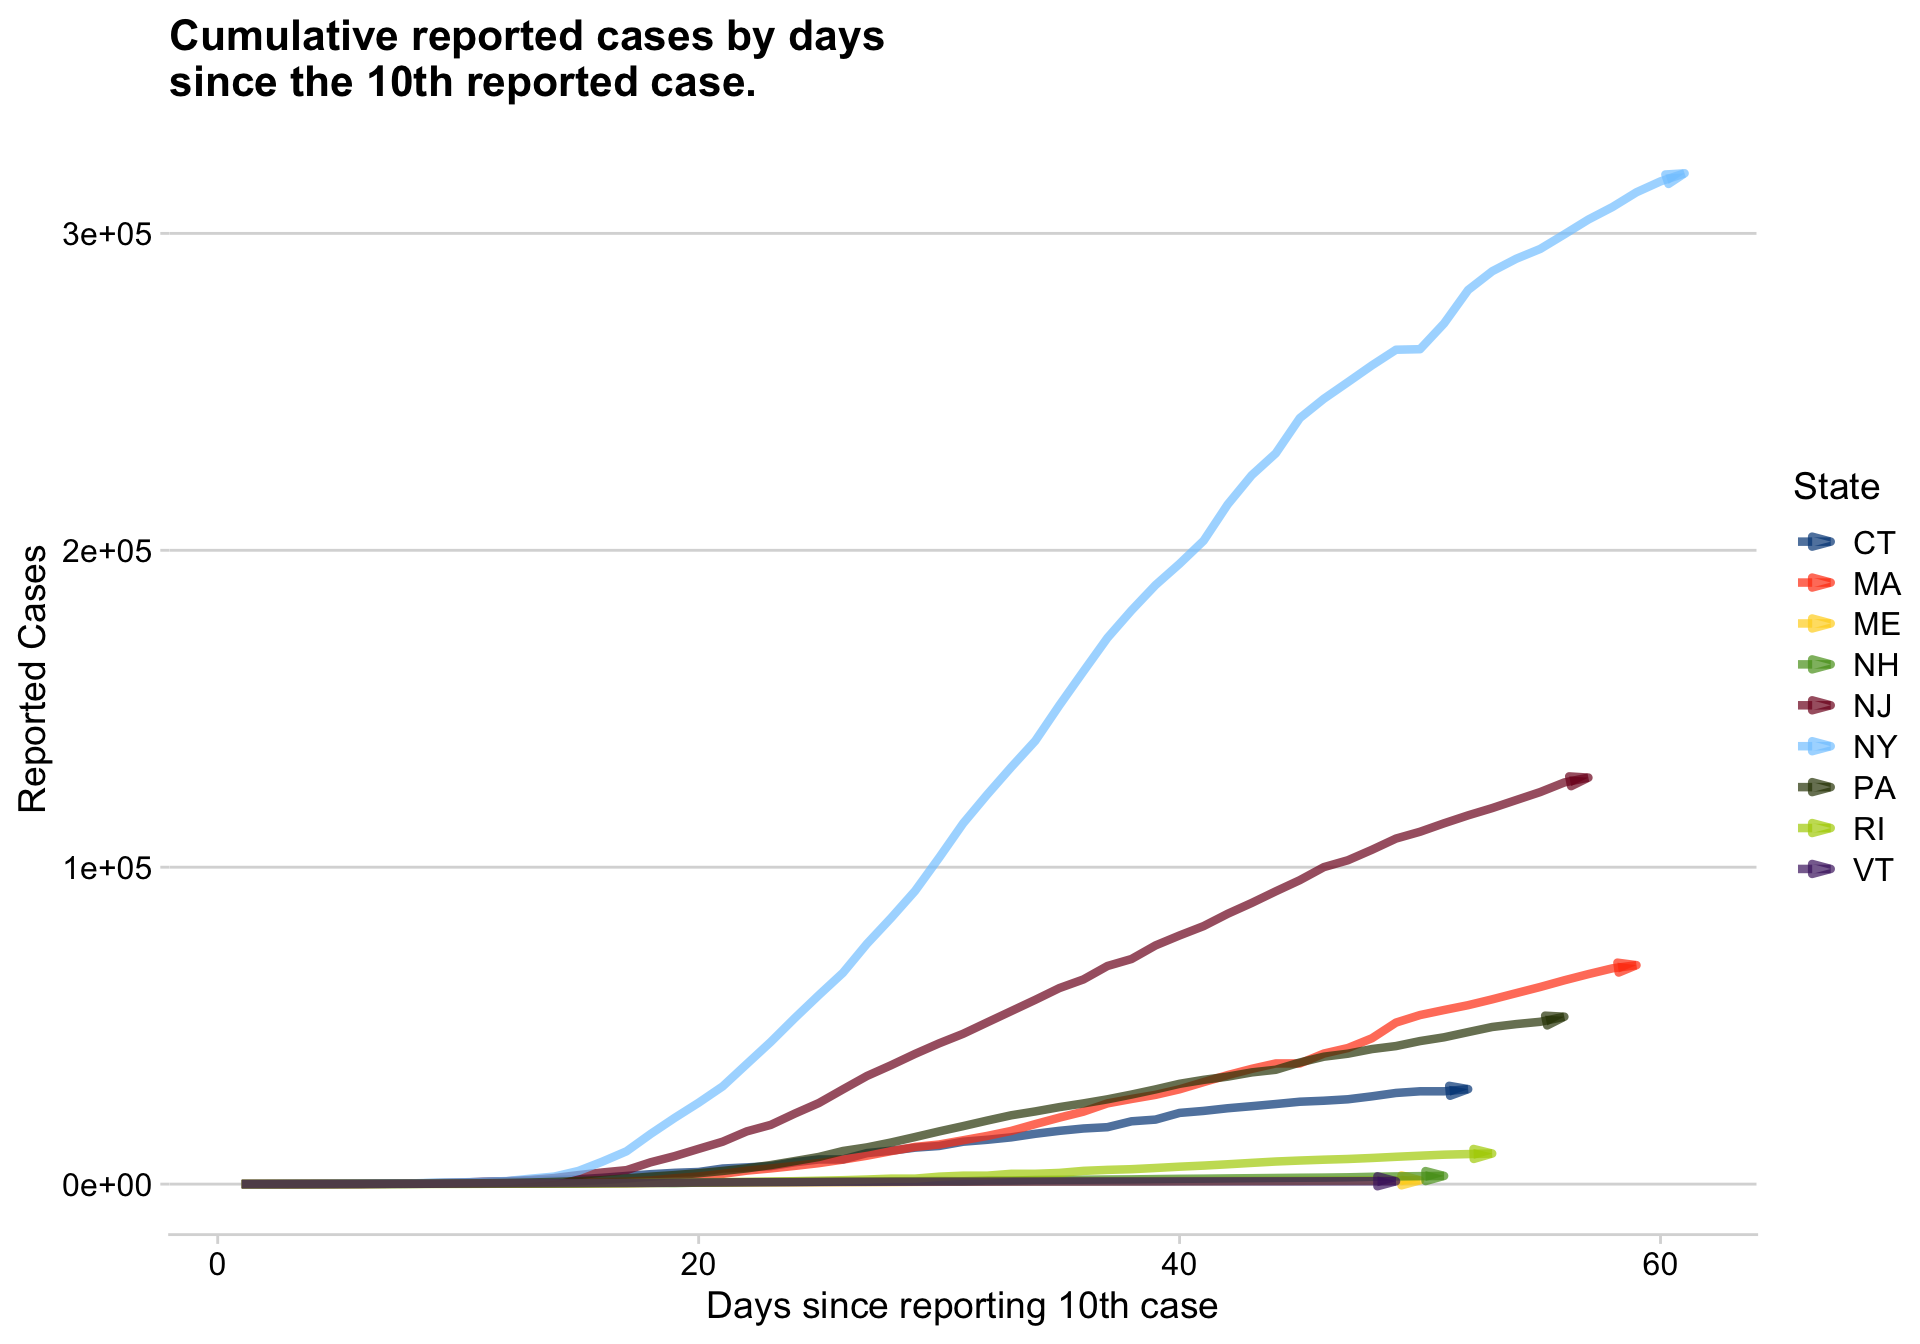 Cumulative reported cases by days
since the 10th reported case.
3e+05
2e+05
1e+05
0e+00
Reported Cases
0
20
40
60
Days since reporting 10th case
State
CT
MA
ME
NH
NJ
NY
PA
RI
VT